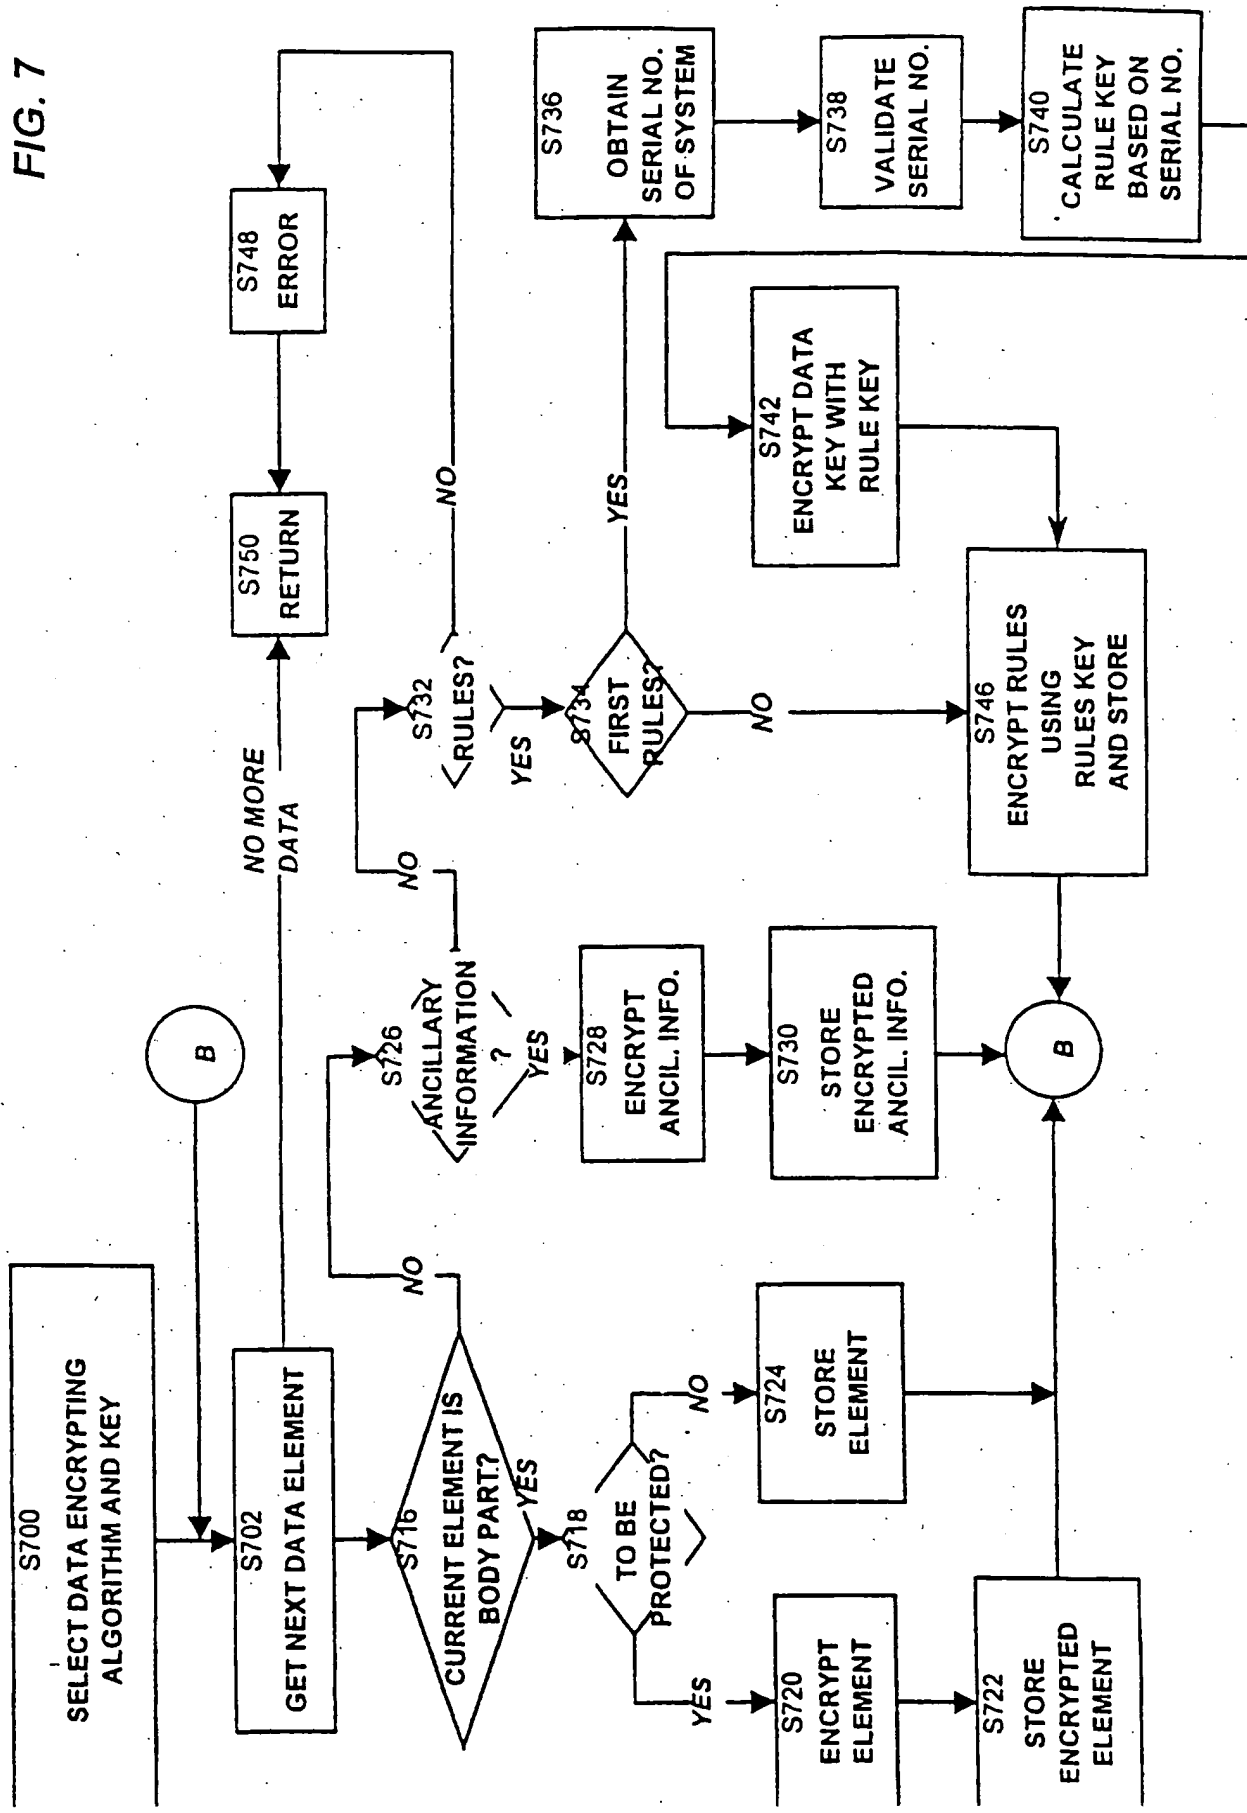 FIG. 7
S700
SELECT DATA ENCRYPTING
ALGORITHM AND KEY
B
S702
GET NEXT DATA ELEMENT
NO MORE
DATA
S750
RETURN
S748
ERROR
S716
CURRENT ELEMENT IS
BODY PART?
NO
YES
S726
ANCILLARY
INFORMATION
?
NO
YES
S732
RULES?
NO
YES
S718
TO BE
PROTECTED?
YES
NO
S728
ENCRYPT
ANCIL. INFO.
S734
FIRST
RULES?
YES
NO
S736
OBTAIN
SERIAL NO.
OF SYSTEM
S720
ENCRYPT
ELEMENT
S724
STORE
ELEMENT
S730
STORE
ENCRYPTED
ANCIL. INFO.
S742
ENCRYPT DATA
KEY WITH
RULE KEY
S738
VALIDATE
SERIAL NO.
S722
STORE
ENCRYPTED
ELEMENT
B
S746
ENCRYPT RULES
USING
RULES KEY
AND STORE
S740
CALCULATE
RULE KEY
BASED ON
SERIAL NO.